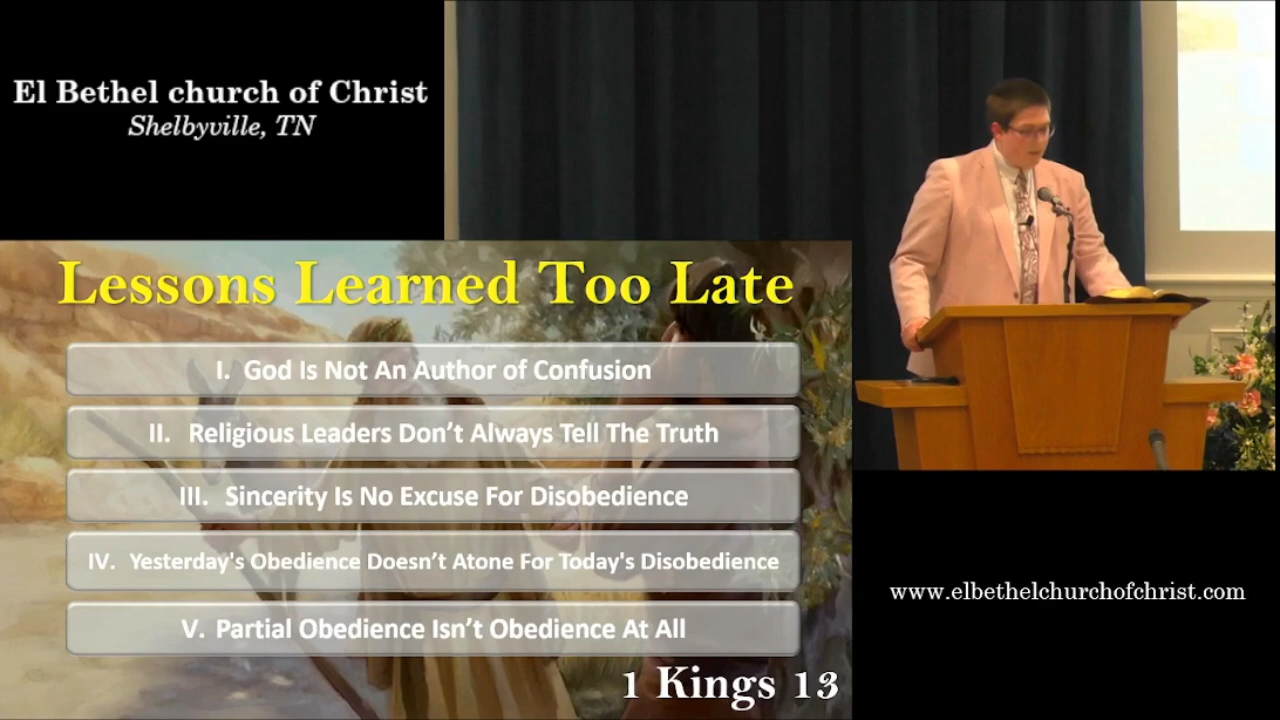 El Bethel church of Christ
Shelbyville, TN
Lessons Learned Too Late
I. God Is Not An Author of Confusion
II. Religious Leaders Don’t Always Tell The Truth
III. Sincerity Is No Excuse For Disobedience
IV. Yesterday's Obedience Doesn’t Atone For Today's Disobedience
V. Partial Obedience Isn’t Obedience At All
1 Kings 13
www.elbethelchurchofchrist.com